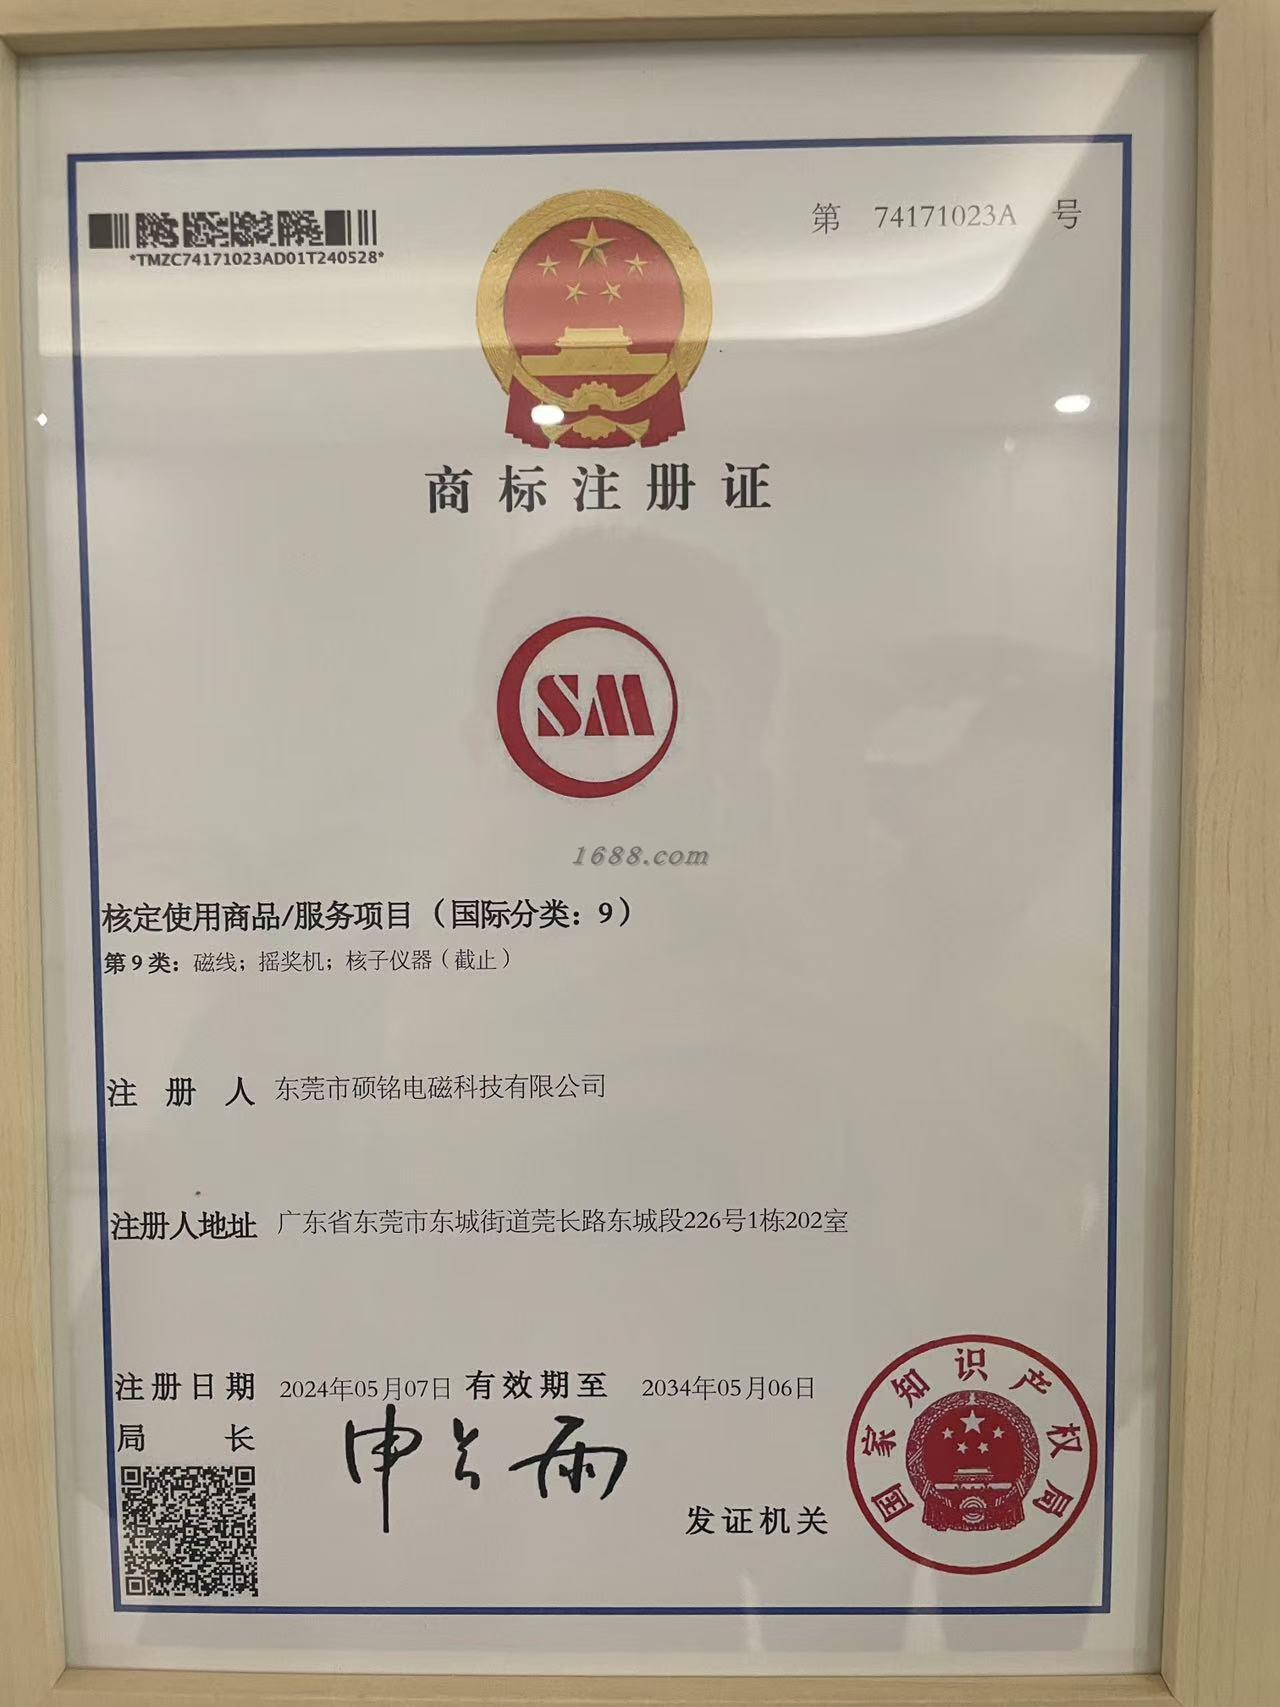 第 74171023A 号
*TMZC74171023AD01T240528*
商标注册证
SM
1688.com
核定使用商品/服务项目（国际分类：9）
第9类：磁线；摇奖机；核子仪器（截止）
注册人 东莞市硕铭电磁科技有限公司
注册人地址 广东省东莞市东城街道莞长路东城段226号1栋202室
注册日期 2024年05月07日 有效期至 2034年05月06日
局长 申长雨
发证机关
国家知识产权局